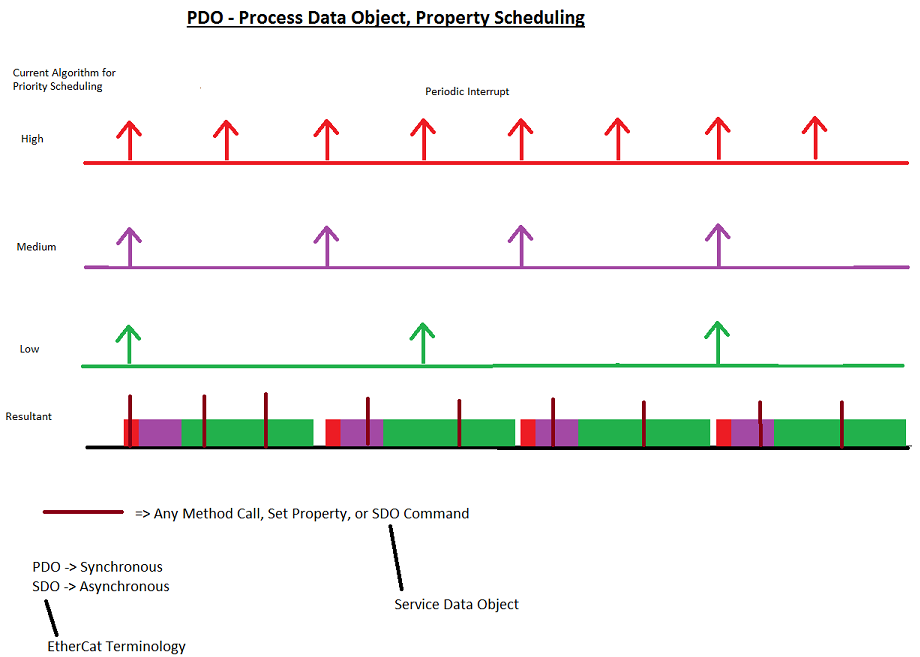 PDO - Process Data Object, Property Scheduling
Current Algorithm for
Priority Scheduling
Periodic Interrupt
High
Medium
Low
Resultant
=> Any Method Call, Set Property, or SDO Command
PDO -> Synchronous
SDO -> Asynchronous
Service Data Object
EtherCat Terminology